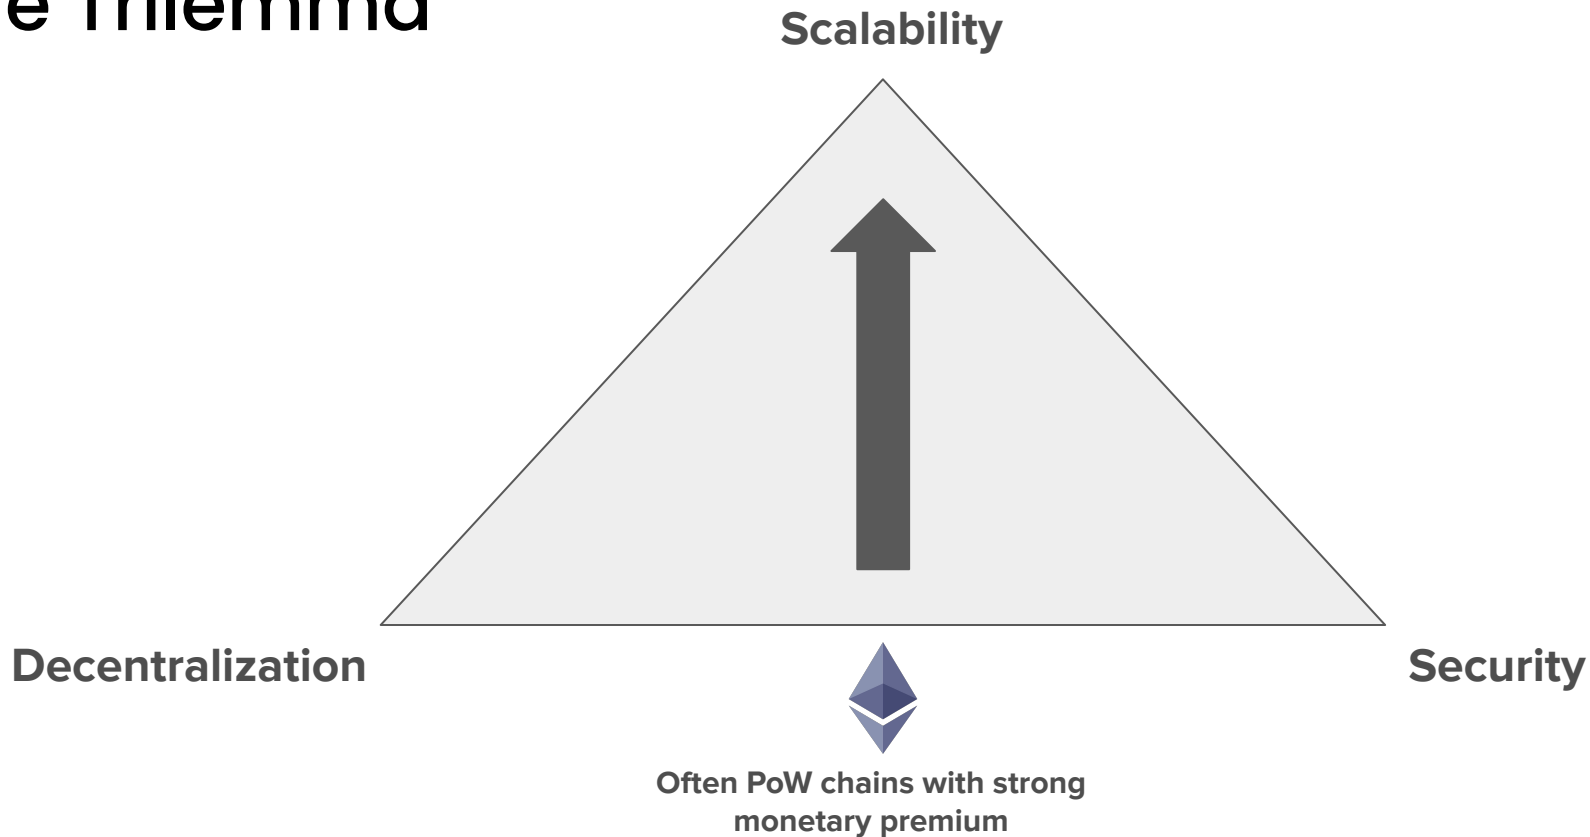 e Trilemma
Scalability
Decentralization
Security
Often PoW chains with strong
monetary premium